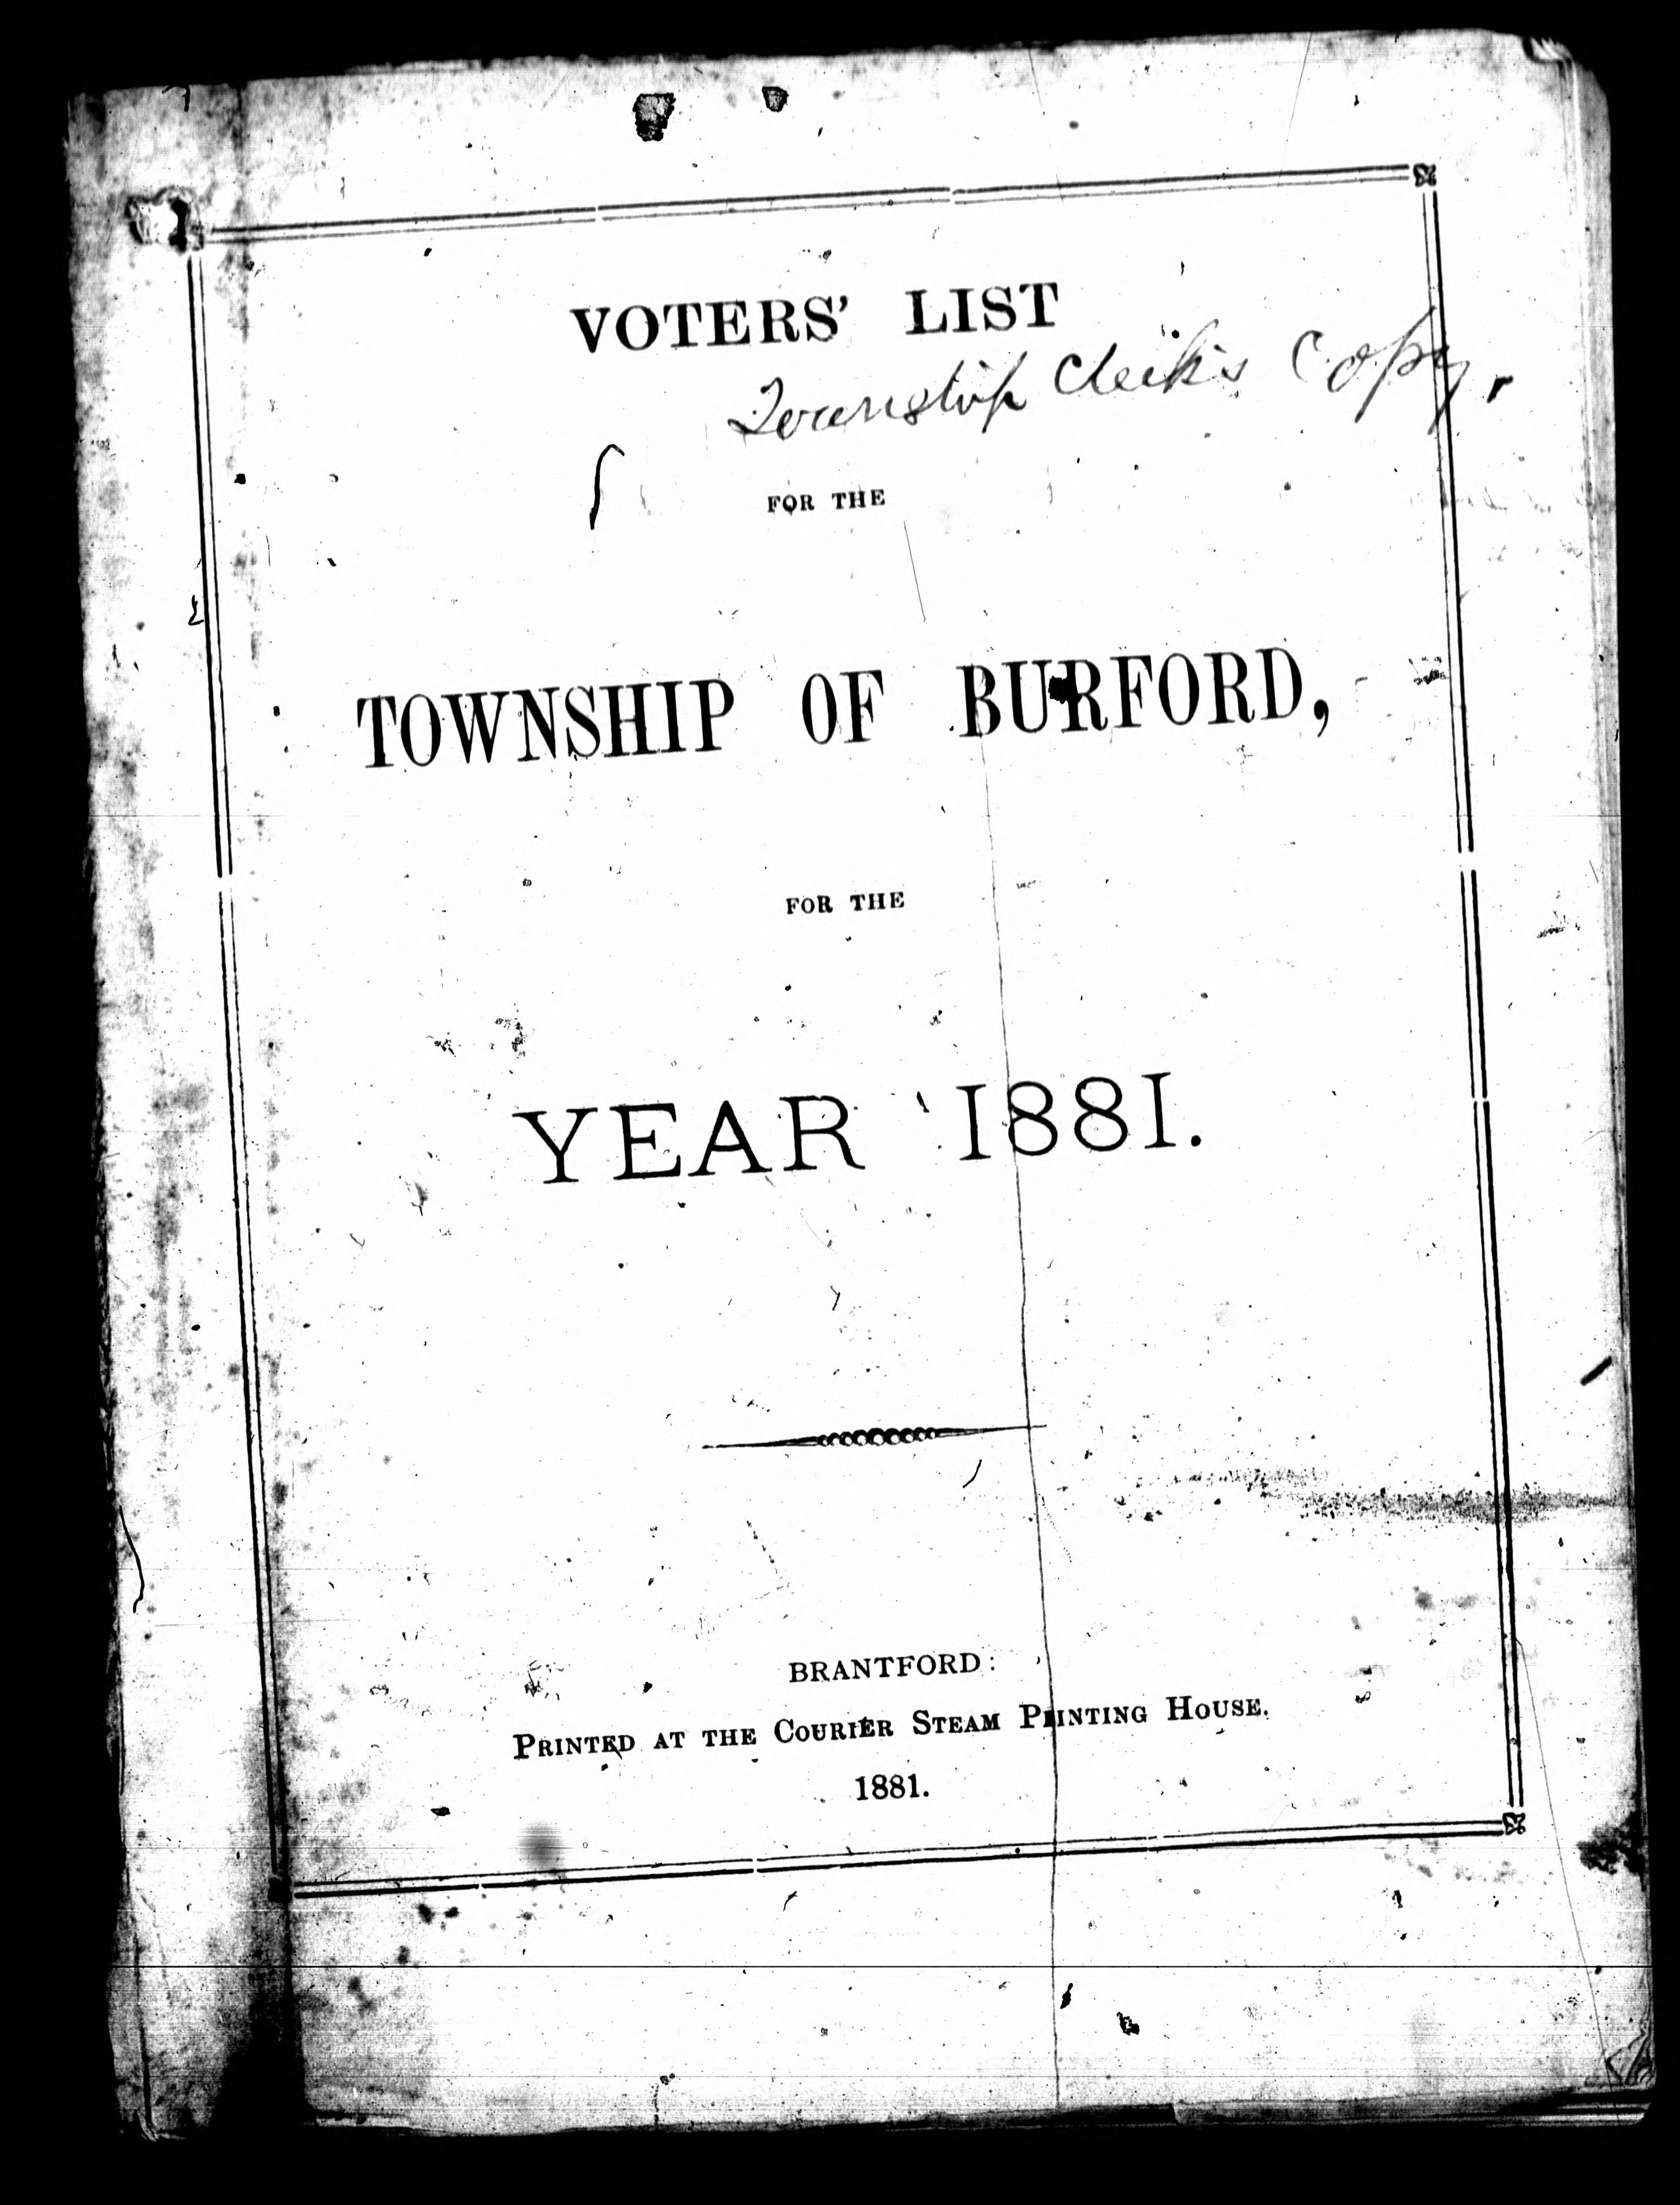 VOTERS' LIST
Township Clerk's Copy.
FOR THE
TOWNSHIP OF BURFORD,
FOR THE
YEAR 1881.
BRANTFORD:
PRINTED AT THE COURIER STEAM PRINTING HOUSE.
1881.